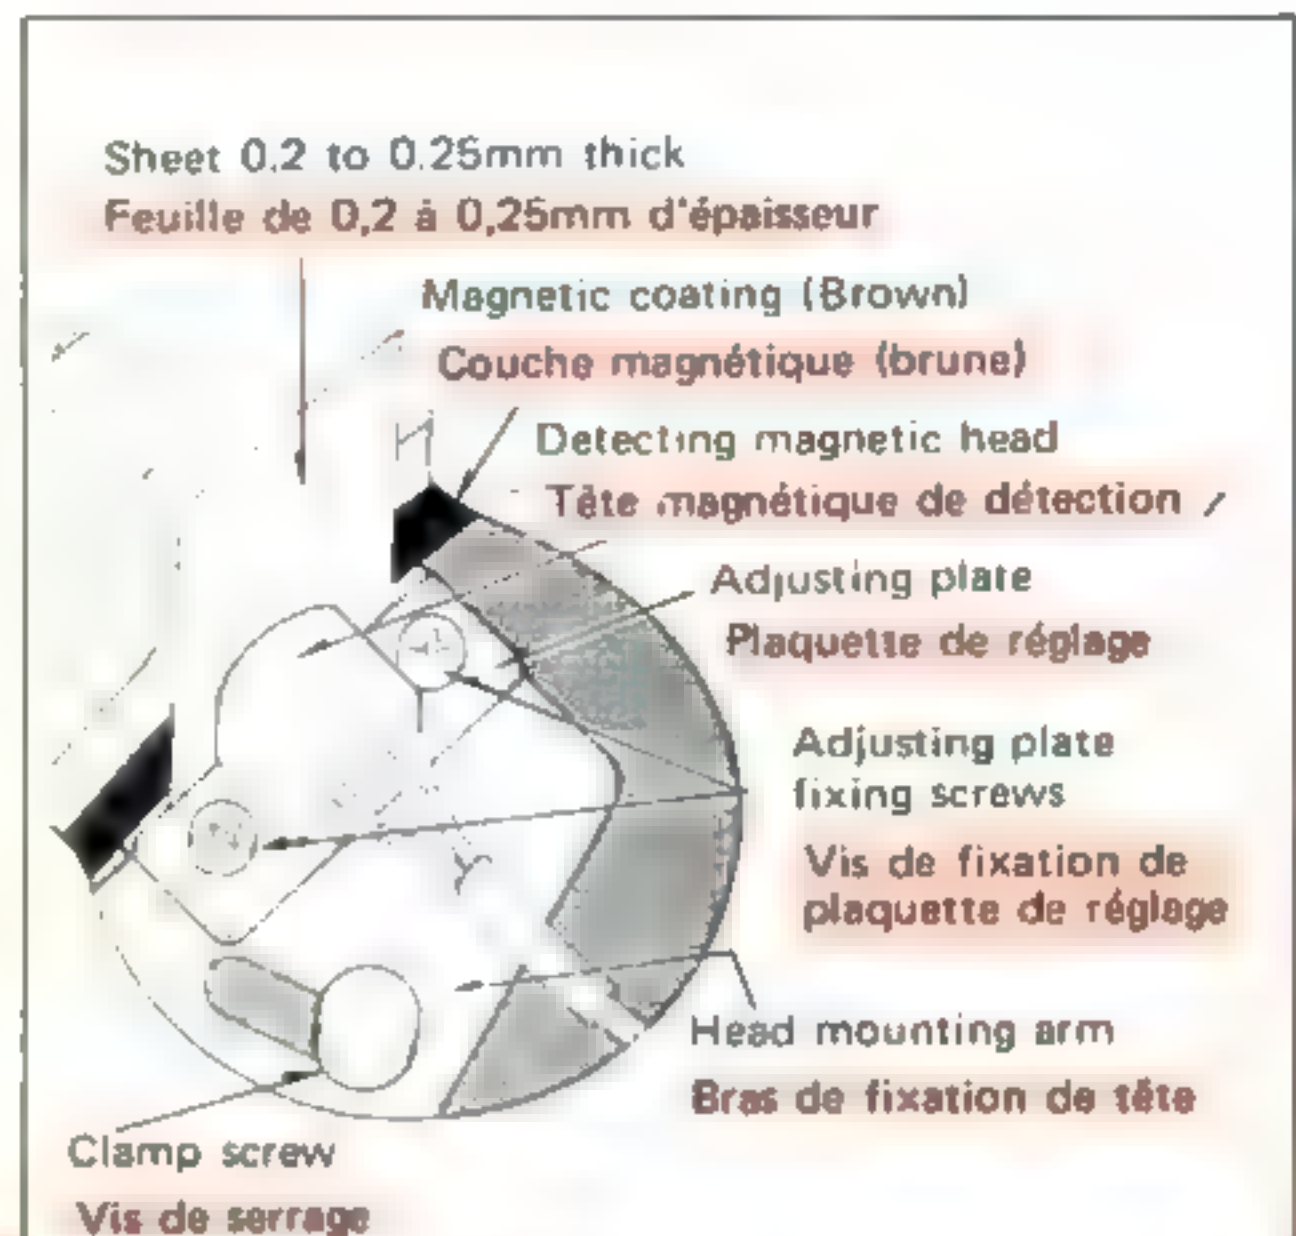 Sheet 0.2 to 0.25mm thick
Feuille de 0,2 à 0,25mm d'épaisseur
Magnetic coating (Brown)
Couche magnétique (brune)
Detecting magnetic head
Tête magnétique de détection
Adjusting plate
Plaquette de réglage
Adjusting plate
fixing screws
Vis de fixation de
plaquette de réglage
Head mounting arm
Bras de fixation de tête
Clamp screw
Vis de serrage